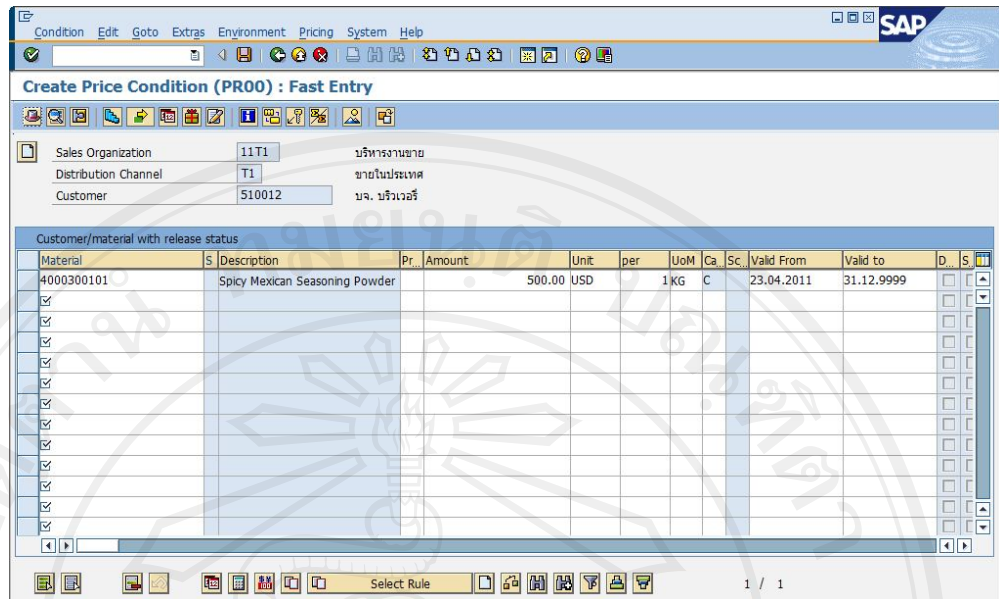 Condition Edit Goto Extras Environment Pricing System Help
SAP
Create Price Condition (PR00) : Fast Entry
Sales Organization 11T1 บริหารงานขาย
Distribution Channel T1 ขายในประเทศ
Customer 510012 บจ. บริวเวอรี่
Customer/material with release status
Material S Description Pr... Amount Unit per UoM Ca... Sc... Valid From Valid to D... S
4000300101 Spicy Mexican Seasoning Powder 500.00 USD 1 KG C 23.04.2011 31.12.9999
Select Rule 1 / 1